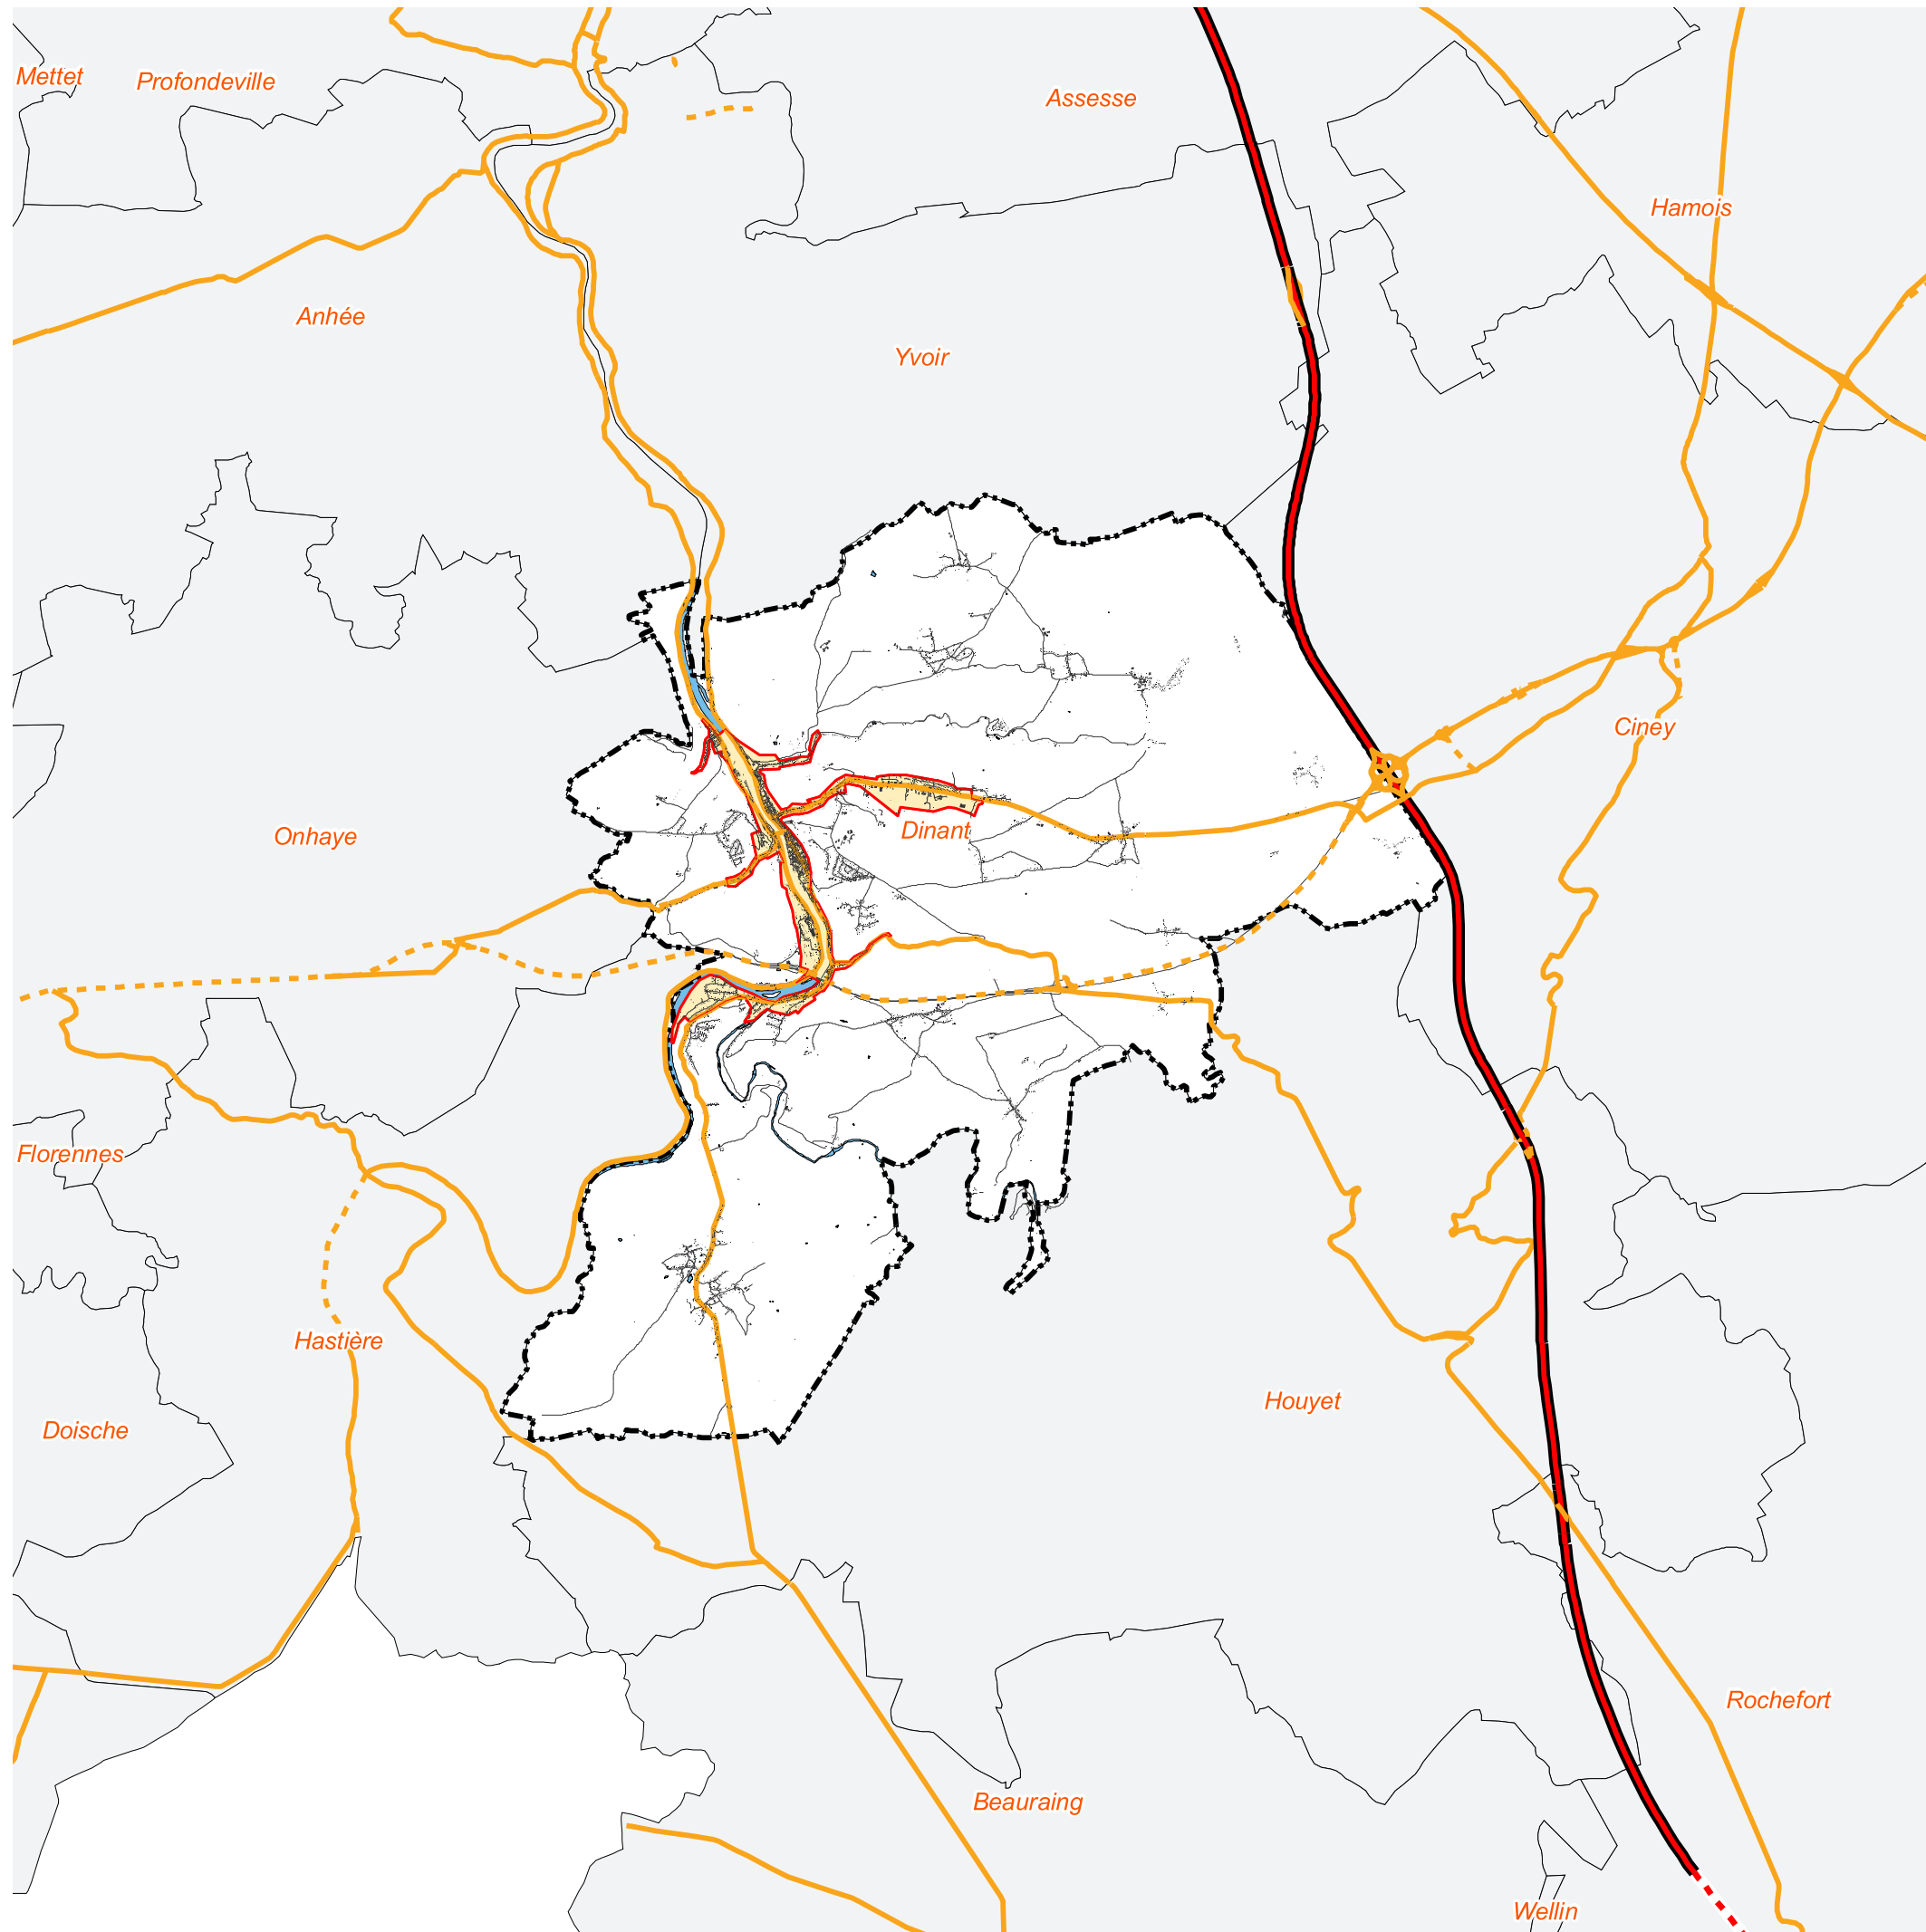 Mettet
Profondeville
Assesse
Hamois
Anhée
Yvoir
Ciney
Onhaye
Dinant
Florennes
Hastière
Houyet
Doische
Rochefort
Beauraing
Wellin